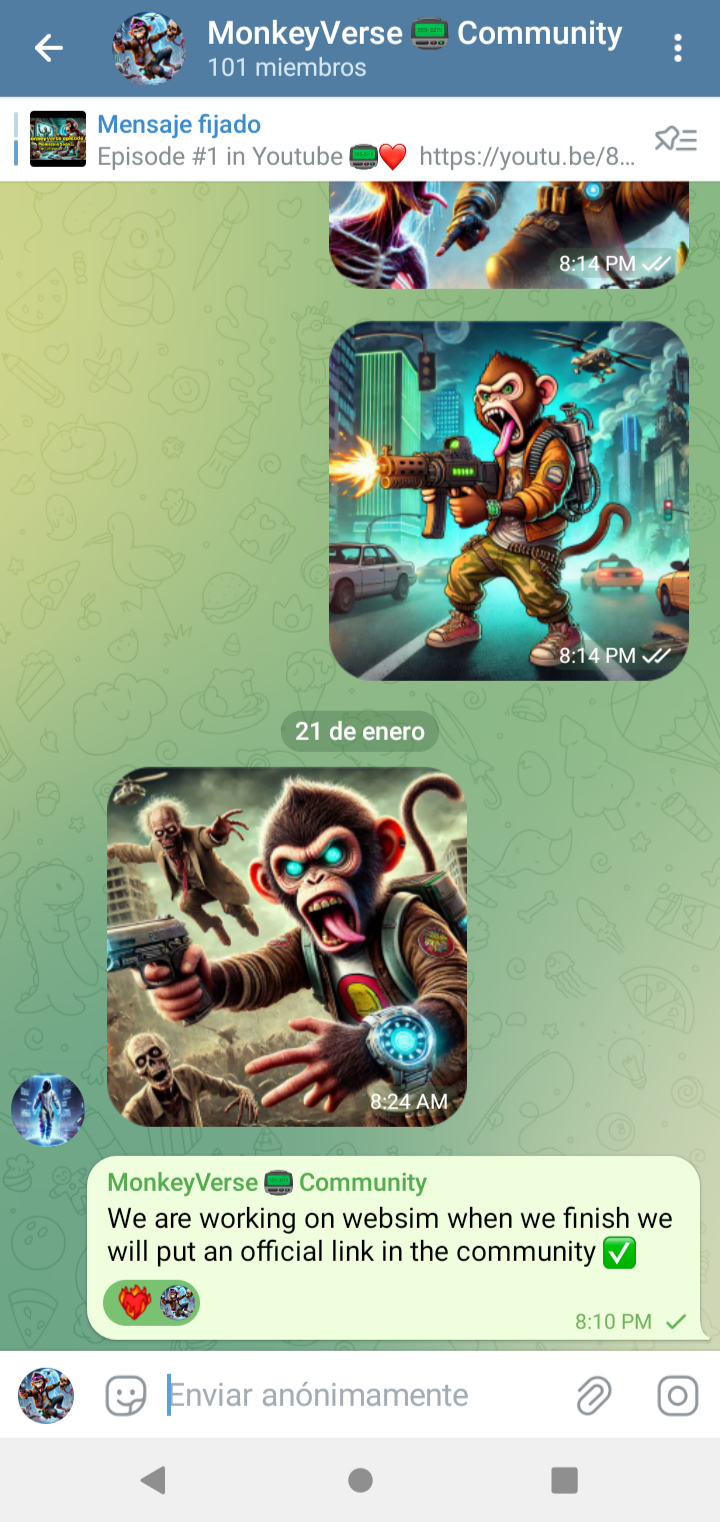 MonkeyVerse 📟 Community
101 miembros
Mensaje fijado
Episode #1 in Youtube 📟❤️ https://youtu.be/8...
8:14 PM
8:14 PM
21 de enero
8:24 AM
MonkeyVerse 📟 Community
We are working on websim when we finish we
will put an official link in the community ✅
8:10 PM
Enviar anónimamente